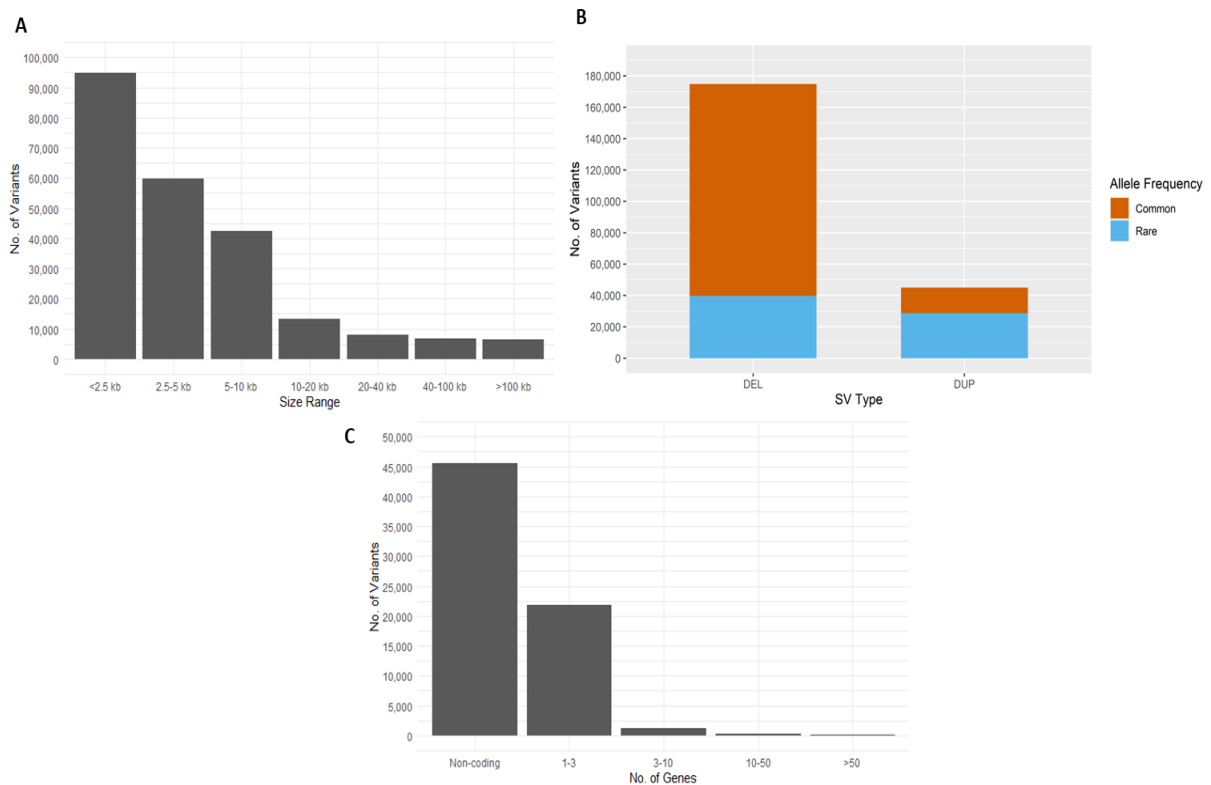 A
No. of Variants
100,000
90,000
80,000
70,000
60,000
50,000
40,000
30,000
20,000
10,000
0
<2.5 kb 2.5-5 kb 5-10 kb 10-20 kb 20-40 kb 40-100 kb >100 kb
Size Range
B
No. of Variants
180,000
160,000
140,000
120,000
100,000
80,000
60,000
40,000
20,000
0
DEL DUP
SV Type
Allele Frequency
Common
Rare
C
No. of Variants
50,000
45,000
40,000
35,000
30,000
25,000
20,000
15,000
10,000
5,000
0
Non-coding 1-3 3-10 10-50 >50
No. of Genes